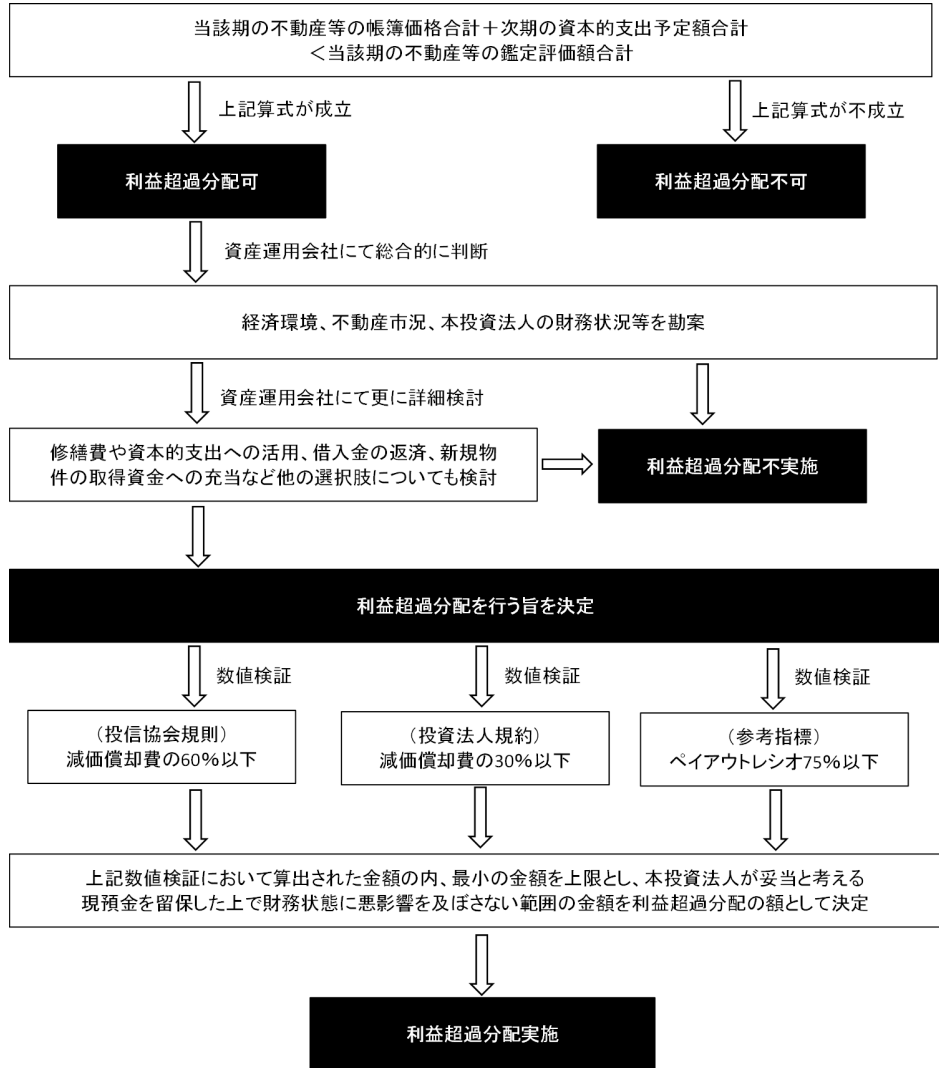 当該期の不動産等の帳簿価格合計＋次期の資本的支出予定額合計
＜当該期の不動産等の鑑定評価額合計
上記算式が成立
上記算式が不成立
利益超過分配可
利益超過分配不可
資産運用会社にて総合的に判断
経済環境、不動産市況、本投資法人の財務状況等を勘案
資産運用会社にて更に詳細検討
修繕費や資本的支出への活用、借入金の返済、新規物
件の取得資金への充当など他の選択肢についても検討
利益超過分配不実施
利益超過分配を行う旨を決定
数値検証
数値検証
数値検証
（投信協会規則）
減価償却費の60％以下
（投資法人規約）
減価償却費の30％以下
（参考指標）
ペイアウトレシオ75％以下
上記数値検証において算出された金額の内、最小の金額を上限とし、本投資法人が妥当と考える
現預金を留保した上で財務状態に悪影響を及ぼさない範囲の金額を利益超過分配の額として決定
利益超過分配実施